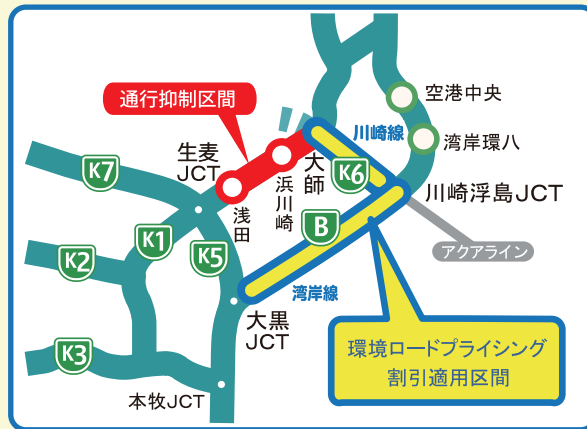 通行抑制区間
空港中央
湾岸環八
川崎線
生麦
JCT
大師
浜川崎
浅田
K7
K6
川崎浮島JCT
K1
B
K5
K2
アクアライン
湾岸線
大黒
JCT
K3
本牧JCT
環境ロードプライシング
割引適用区間